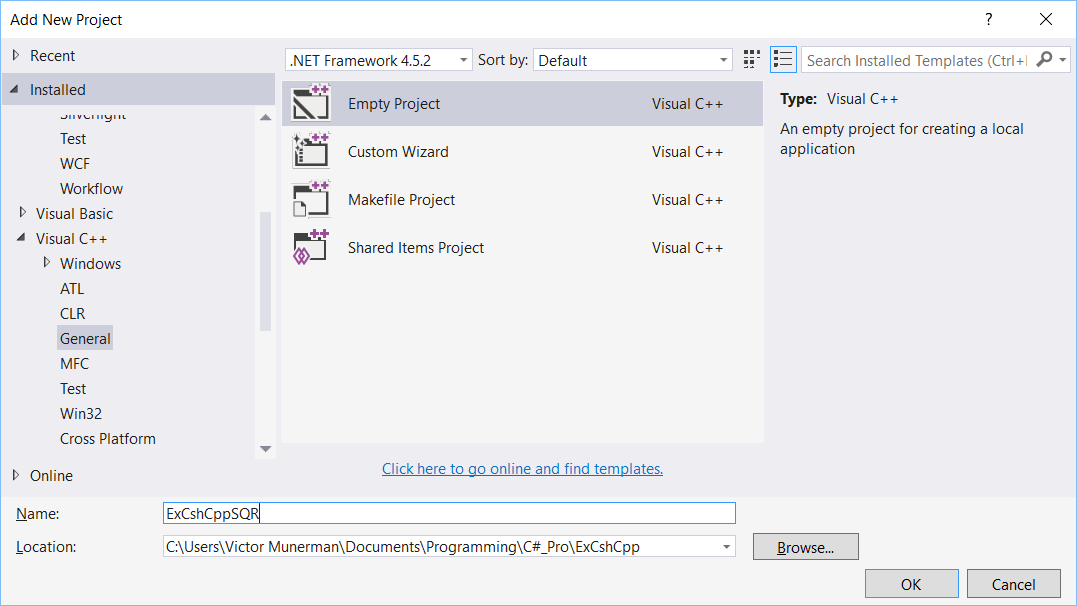 Add New Project
?
Recent
.NET Framework 4.5.2
Sort by:
Default
Search Installed Templates (Ctrl+
Installed
Silverlight
Test
WCF
Workflow
Visual Basic
Visual C++
Windows
ATL
CLR
General
MFC
Test
Win32
Cross Platform
Online
Empty Project Visual C++
Custom Wizard Visual C++
Makefile Project Visual C++
Shared Items Project Visual C++
Type: Visual C++
An empty project for creating a local
application
Click here to go online and find templates.
Name: ExCshCppSQR
Location: C:\Users\Victor Munerman\Documents\Programming\C#_Pro\ExCshCpp
Browse...
OK
Cancel